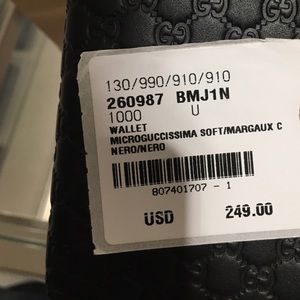 130/990/910/910
260987 BMJ1N
1000 U
WALLET
MICROGUCCISSIMA SOFT/MARGAUX C
NERO/NERO
807401707 - 1
USD 249.00